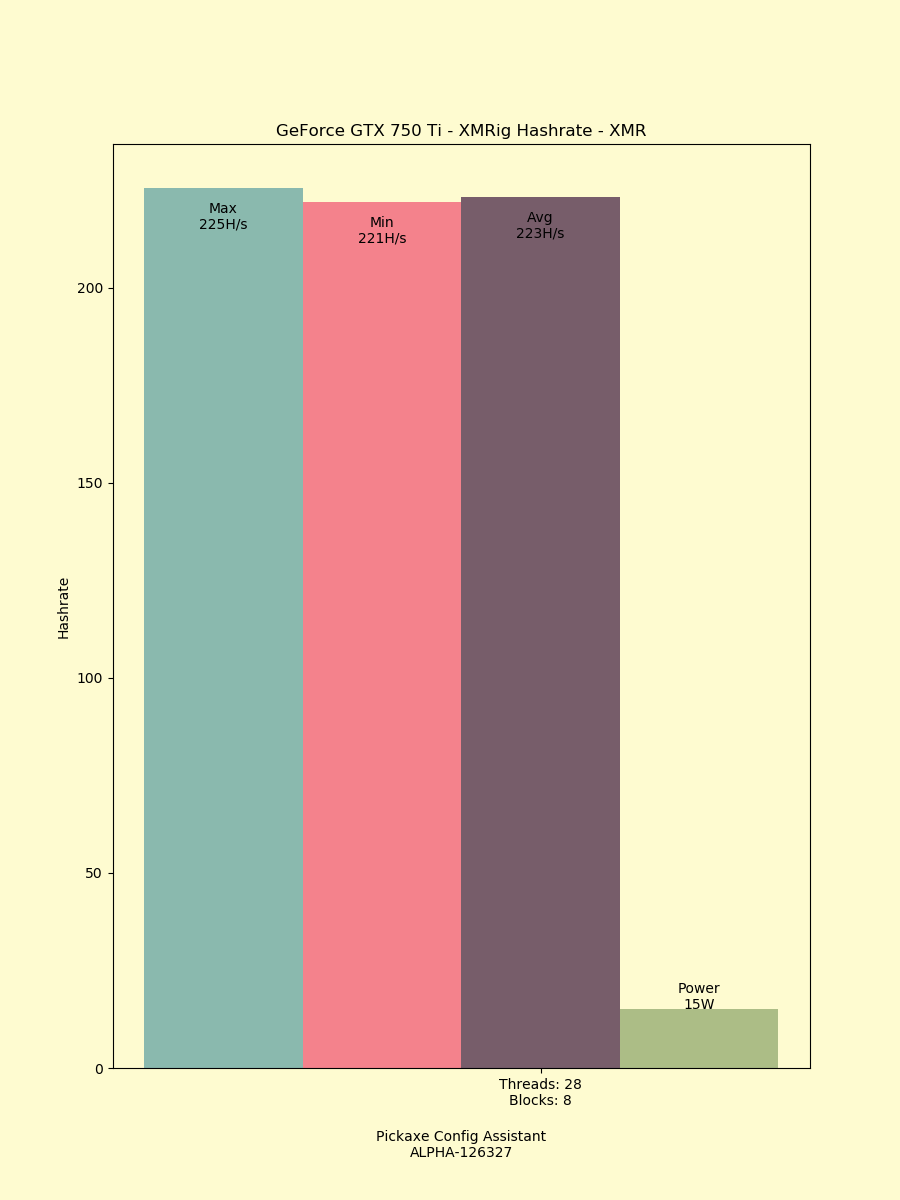 GeForce GTX 750 Ti - XMRig Hashrate - XMR
Max
225H/s
Min
221H/s
Avg
223H/s
200
150
100
50
0
Hashrate
Power
15W
Threads: 28
Blocks: 8
Pickaxe Config Assistant
ALPHA-126327